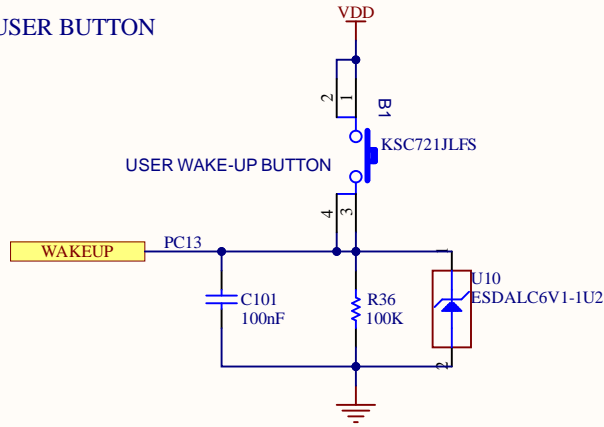 USER BUTTON
VDD
2
1
B1
KSC721JLFS
USER WAKE-UP BUTTON
4
3
WAKEUP
PC13
1
U10
ESDALC6V1-1U2
C101
100nF
R36
100K
2